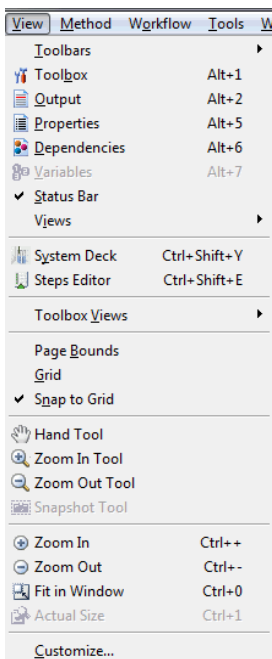 View Method Workflow Tools W
Toolbars
Toolbox Alt+1
Output Alt+2
Properties Alt+5
Dependencies Alt+6
Variables Alt+7
Status Bar
Views
System Deck Ctrl+Shift+Y
Steps Editor Ctrl+Shift+E
Toolbox Views
Page Bounds
Grid
Snap to Grid
Hand Tool
Zoom In Tool
Zoom Out Tool
Snapshot Tool
Zoom In Ctrl++
Zoom Out Ctrl+-
Fit in Window Ctrl+0
Actual Size Ctrl+1
Customize...